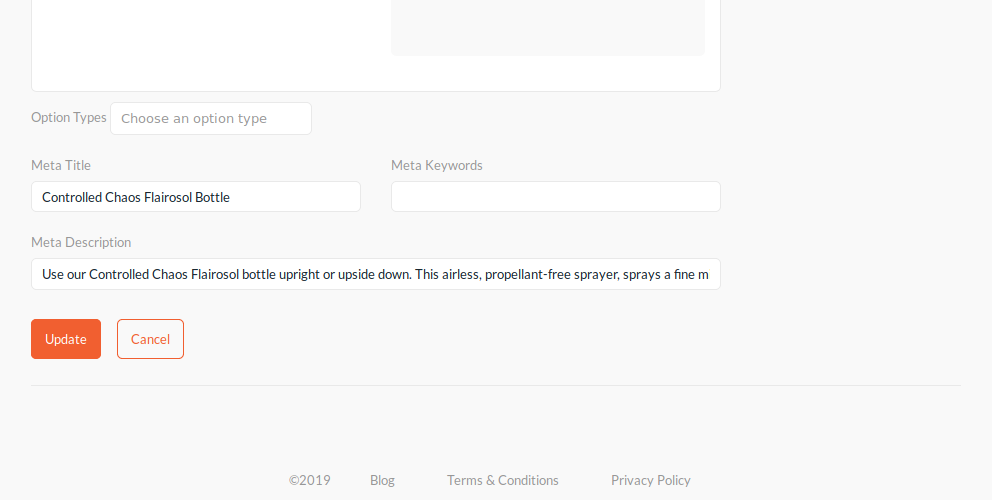 Option Types Choose an option type
Meta Title Meta Keywords
Controlled Chaos Flairosol Bottle
Meta Description
Use our Controlled Chaos Flairosol bottle upright or upside down. This airless, propellant-free sprayer, sprays a fine m
Update Cancel
©2019 Blog Terms & Conditions Privacy Policy